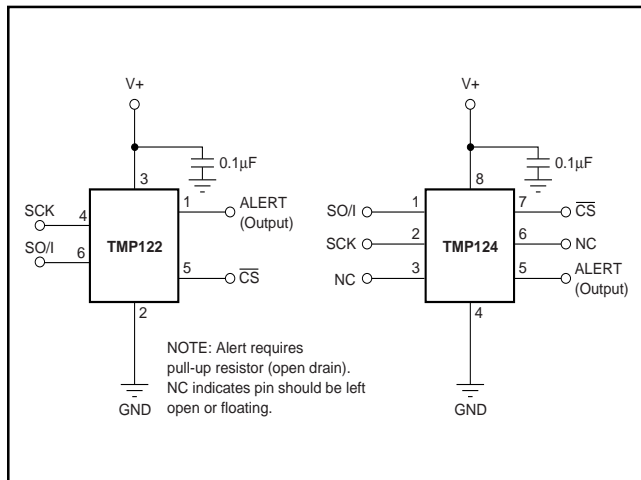 V+
0.1μF
3
SCK
4
SO/I
6
TMP122
1
ALERT
(Output)
5
CS
2
GND
V+
0.1μF
8
SO/I
1
SCK
2
NC
3
TMP124
7
CS
6
NC
5
ALERT
(Output)
4
GND
NOTE: Alert requires
pull-up resistor (open drain).
NC indicates pin should be left
open or floating.